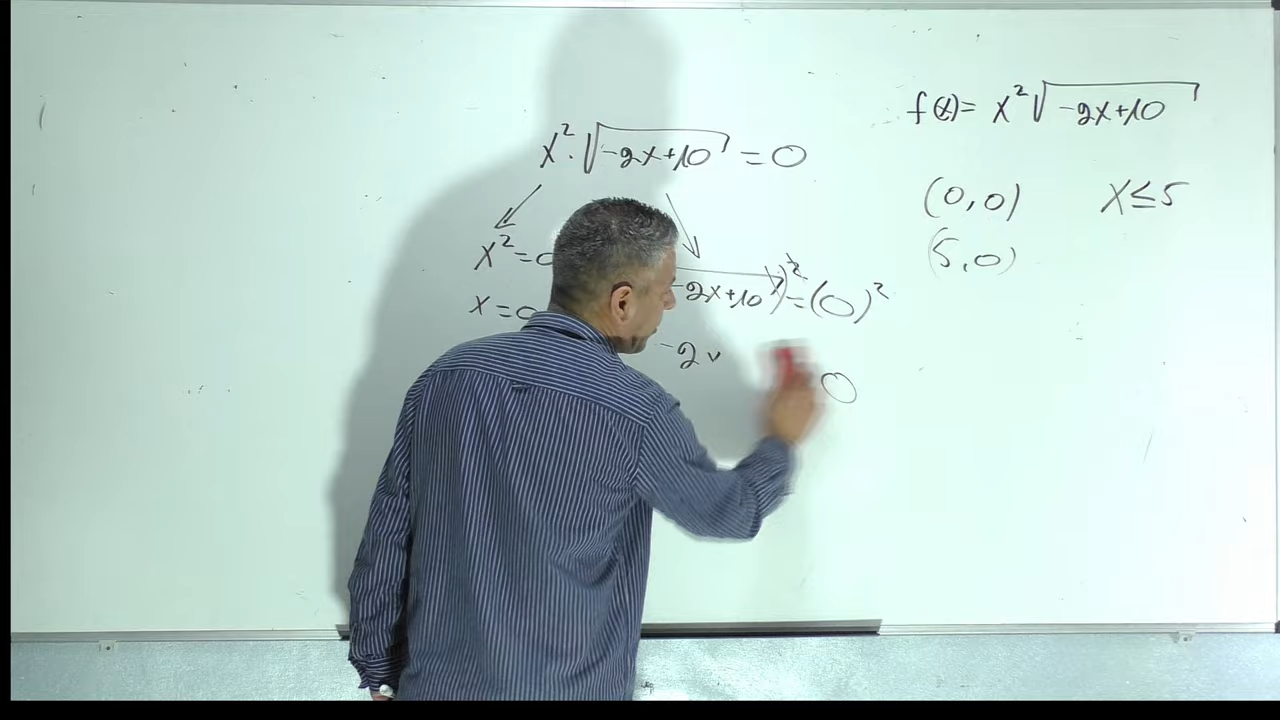 x²·√(-2x+10) = 0
x²=0
x=0
-2x+10)²=(0)²
-2
0
f(x)= x²√(-2x+10)
(0,0) x≤5
(5,0)